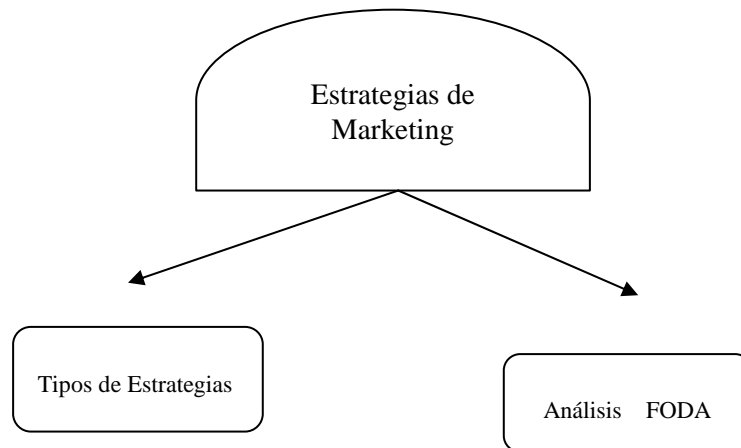 Estrategias de
Marketing
Tipos de Estrategias
Análisis FODA